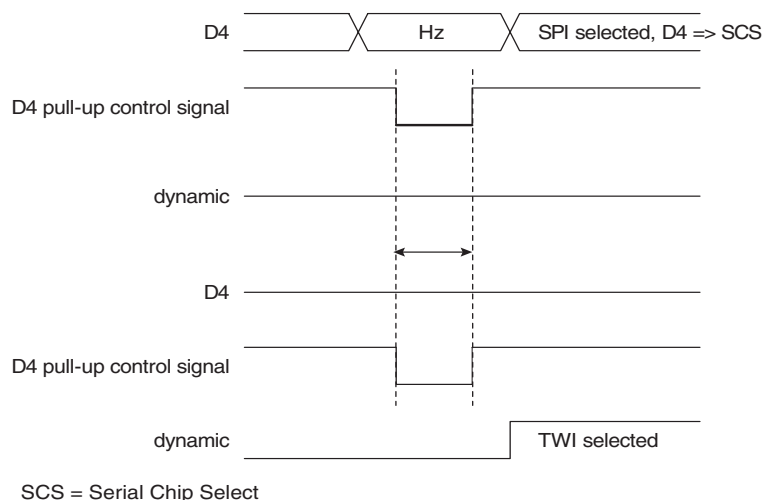 D4
Hz
SPI selected, D4 => SCS
D4 pull-up control signal
dynamic
D4
D4 pull-up control signal
dynamic
TWI selected
SCS = Serial Chip Select